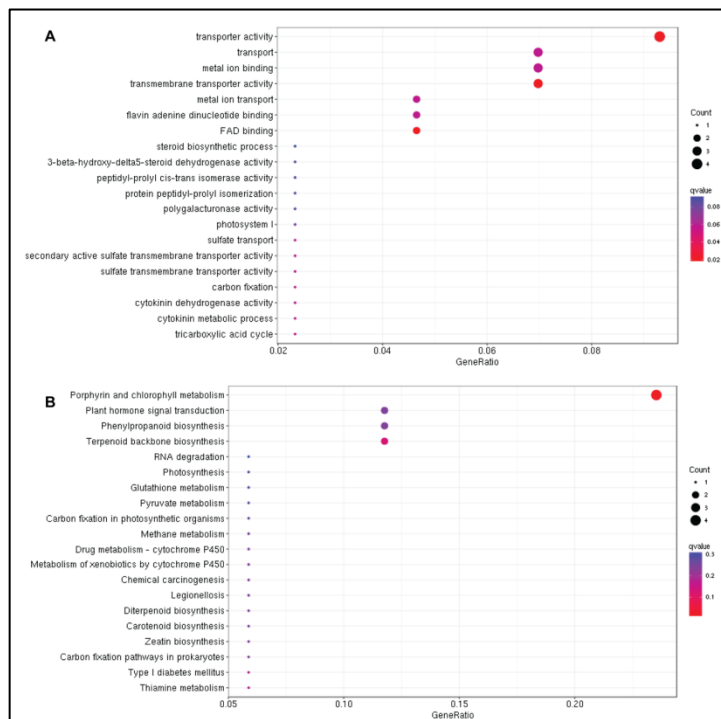 A
transporter activity
transport
metal ion binding
transmembrane transporter activity
metal ion transport
flavin adenine dinucleotide binding
FAD binding
steroid biosynthetic process
3-beta-hydroxy-delta5-steroid dehydrogenase activity
peptidyl-prolyl cis-trans isomerase activity
protein peptidyl-prolyl isomerization
polygalacturonase activity
photosystem I
sulfate transport
secondary active sulfate transmembrane transporter activity
sulfate transmembrane transporter activity
carbon fixation
cytokinin dehydrogenase activity
cytokinin metabolic process
tricarboxylic acid cycle
0.02 0.04 0.06 0.08
GeneRatio
Count
1
2
3
4
qvalue
0.08
0.06
0.04
0.02
B
Porphyrin and chlorophyll metabolism
Plant hormone signal transduction
Phenylpropanoid biosynthesis
Terpenoid backbone biosynthesis
RNA degradation
Photosynthesis
Glutathione metabolism
Pyruvate metabolism
Carbon fixation in photosynthetic organisms
Methane metabolism
Drug metabolism - cytochrome P450
Metabolism of xenobiotics by cytochrome P450
Chemical carcinogenesis
Legionellosis
Diterpenoid biosynthesis
Carotenoid biosynthesis
Zeatin biosynthesis
Carbon fixation pathways in prokaryotes
Type I diabetes mellitus
Thiamine metabolism
0.05 0.10 0.15 0.20
GeneRatio
Count
1
2
3
4
qvalue
0.3
0.2
0.1